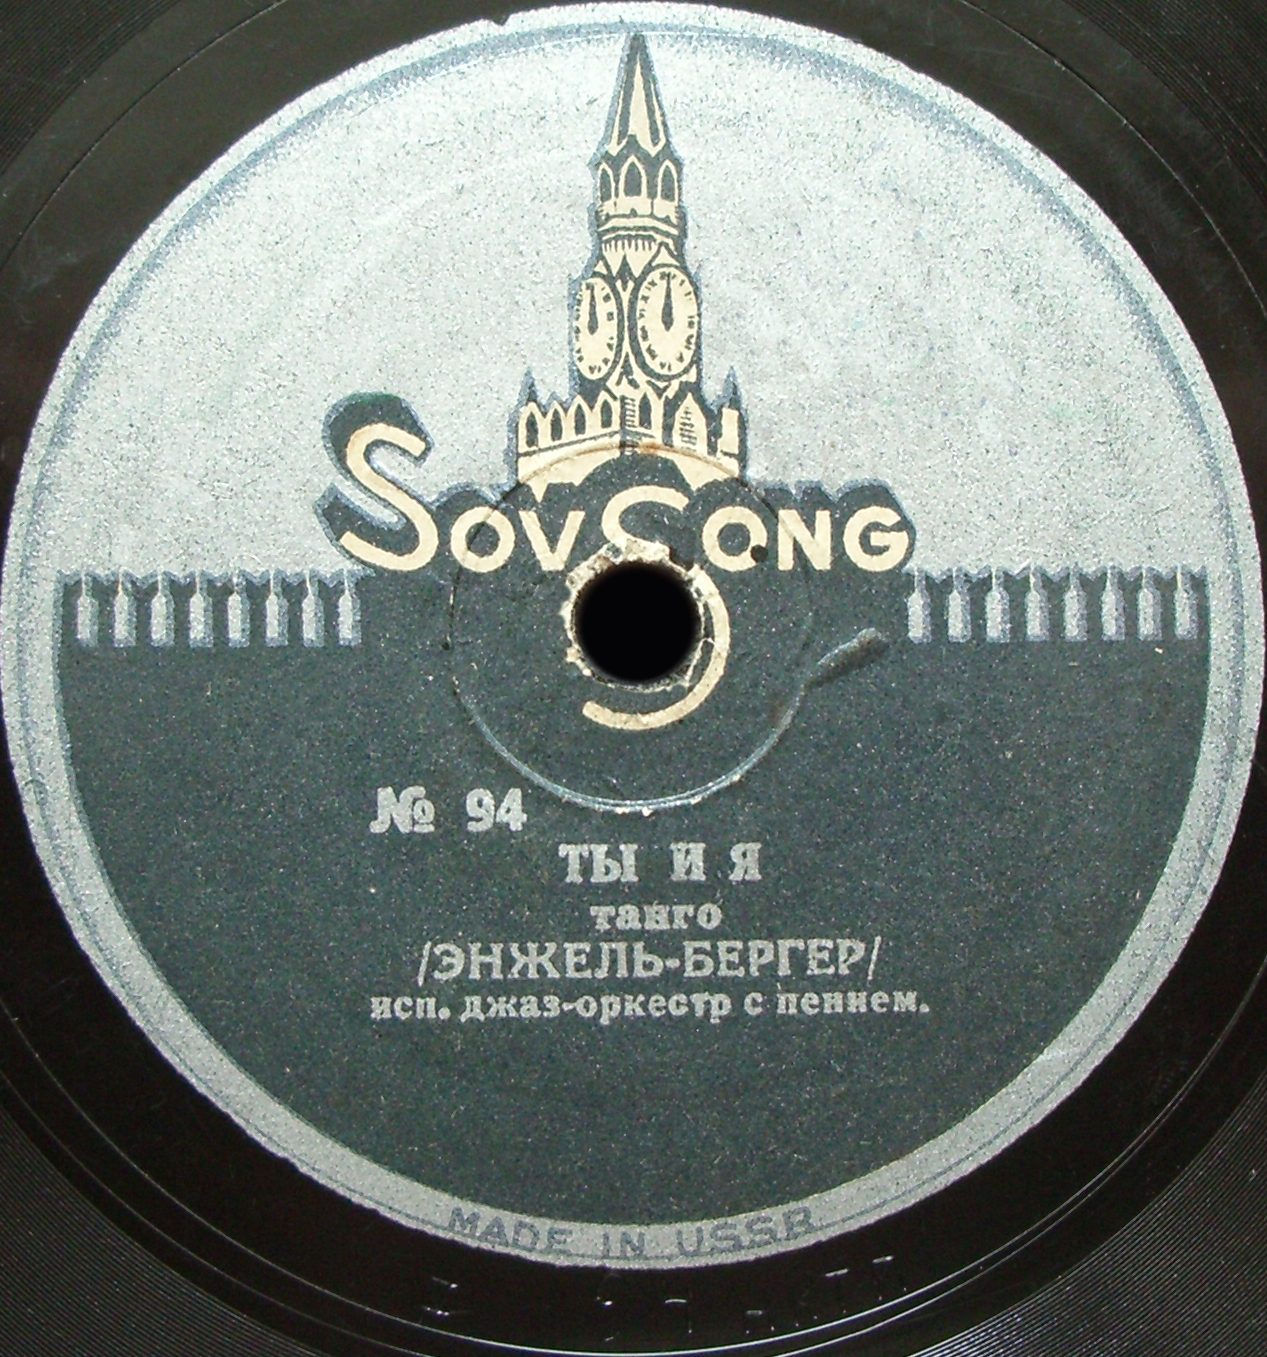 SovSong
№ 94
ТЫ И Я
танго
/ЭНЖЕЛЬ-БЕРГЕР/
исп. джаз-оркестр с пением.
MADE IN USSR